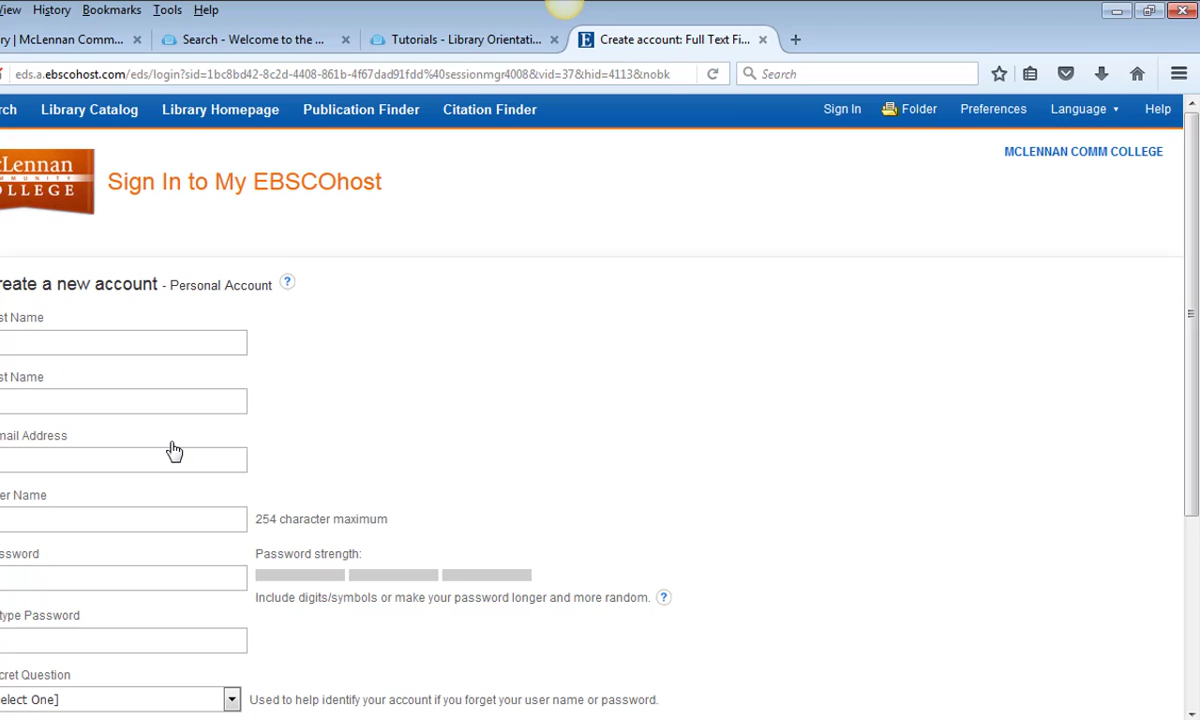 View History Bookmarks Tools Help
ry | McLennan Comm... × Search - Welcome to the ... × Tutorials - Library Orientati... × Create account: Full Text Fi... × +
eds.a.ebscohost.com/eds/login?sid=1bc8bd42-8c2d-4408-861b-4f67dad91fdd%40sessionmgr4008&vid=37&hid=4113&nobk Search
rch Library Catalog Library Homepage Publication Finder Citation Finder Sign In Folder Preferences Language Help
MCLENNAN COMM COLLEGE
cLennan
OMMUNITY
OLLEGE
Sign In to My EBSCOhost
reate a new account - Personal Account ?
st Name
st Name
mail Address
er Name
254 character maximum
ssword Password strength:
Include digits/symbols or make your password longer and more random. ?
type Password
cret Question
elect One] Used to help identify your account if you forget your user name or password.